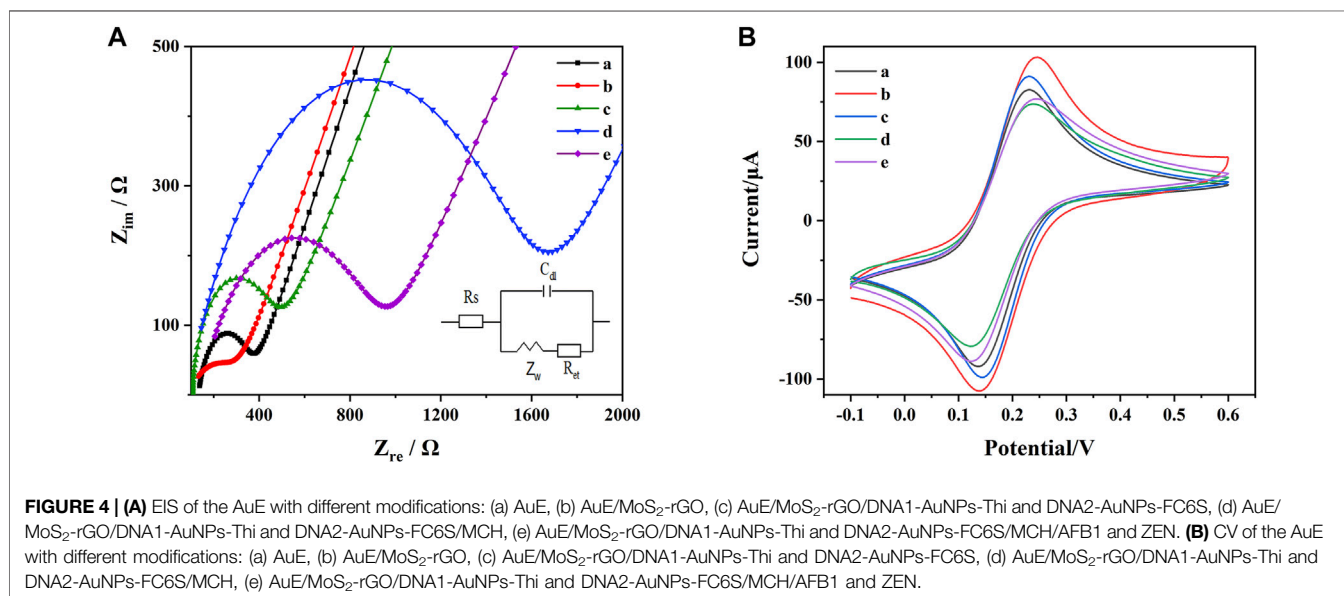 A
500
300
100
Z_im / Ω
a
b
c
d
e
C_dl
Rs
Z_w
R_et
400
800
1200
1600
2000
Z_re / Ω
B
100
50
0
-50
-100
Current/μA
a
b
c
d
e
-0.1
0.0
0.1
0.2
0.3
0.4
0.5
0.6
Potential/V
FIGURE 4 | (A) EIS of the AuE with different modifications: (a) AuE, (b) AuE/MoS₂-rGO, (c) AuE/MoS₂-rGO/DNA1-AuNPs-Thi and DNA2-AuNPs-FC6S, (d) AuE/
MoS₂-rGO/DNA1-AuNPs-Thi and DNA2-AuNPs-FC6S/MCH, (e) AuE/MoS₂-rGO/DNA1-AuNPs-Thi and DNA2-AuNPs-FC6S/MCH/AFB1 and ZEN. (B) CV of the AuE
with different modifications: (a) AuE, (b) AuE/MoS₂-rGO, (c) AuE/MoS₂-rGO/DNA1-AuNPs-Thi and DNA2-AuNPs-FC6S, (d) AuE/MoS₂-rGO/DNA1-AuNPs-Thi and
DNA2-AuNPs-FC6S/MCH, (e) AuE/MoS₂-rGO/DNA1-AuNPs-Thi and DNA2-AuNPs-FC6S/MCH/AFB1 and ZEN.